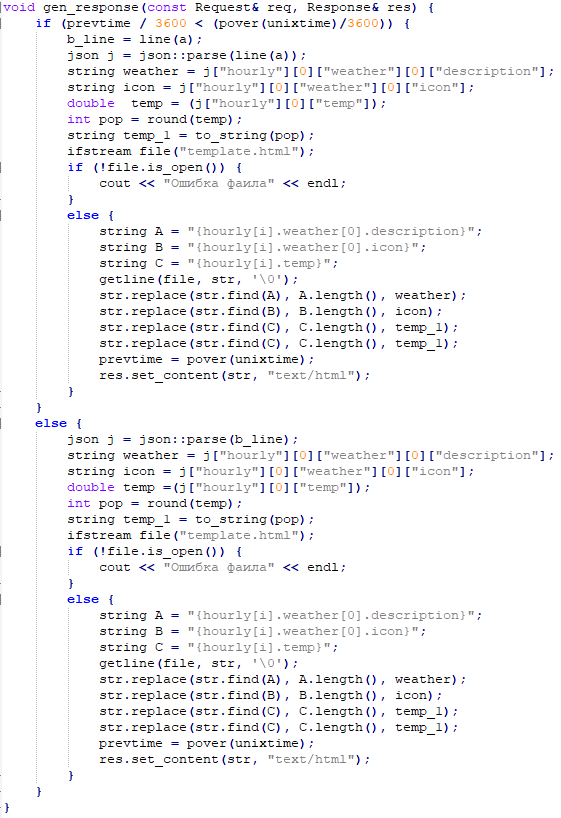 void gen_response(const Request& req, Response& res) {
    if (prevtime / 3600 < (pover(unixtime)/3600)) {
        b_line = line(a);
        json j = json::parse(line(a));
        string weather = j["hourly"][0]["weather"][0]["description"];
        string icon = j["hourly"][0]["weather"][0]["icon"];
        double  temp = (j["hourly"][0]["temp"]);
        int pop = round(temp);
        string temp_1 = to_string(pop);
        ifstream file("template.html");
        if (!file.is_open()) {
            cout << "Ошибка фаила" << endl;
        }
        else {
            string A = "{hourly[i].weather[0].description}";
            string B = "{hourly[i].weather[0].icon}";
            string C = "{hourly[i].temp}";
            getline(file, str, '\0');
            str.replace(str.find(A), A.length(), weather);
            str.replace(str.find(B), B.length(), icon);
            str.replace(str.find(C), C.length(), temp_1);
            str.replace(str.find(C), C.length(), temp_1);
            prevtime = pover(unixtime);
            res.set_content(str, "text/html");
        }
    }
    else {
        json j = json::parse(b_line);
        string weather = j["hourly"][0]["weather"][0]["description"];
        string icon = j["hourly"][0]["weather"][0]["icon"];
        double temp =(j["hourly"][0]["temp"]);
        int pop = round(temp);
        string temp_1 = to_string(pop);
        ifstream file("template.html");
        if (!file.is_open()) {
            cout << "Ошибка фаила" << endl;
        }
        else {
            string A = "{hourly[i].weather[0].description}";
            string B = "{hourly[i].weather[0].icon}";
            string C = "{hourly[i].temp}";
            getline(file, str, '\0');
            str.replace(str.find(A), A.length(), weather);
            str.replace(str.find(B), B.length(), icon);
            str.replace(str.find(C), C.length(), temp_1);
            str.replace(str.find(C), C.length(), temp_1);
            prevtime = pover(unixtime);
            res.set_content(str, "text/html");
        }
    }
}